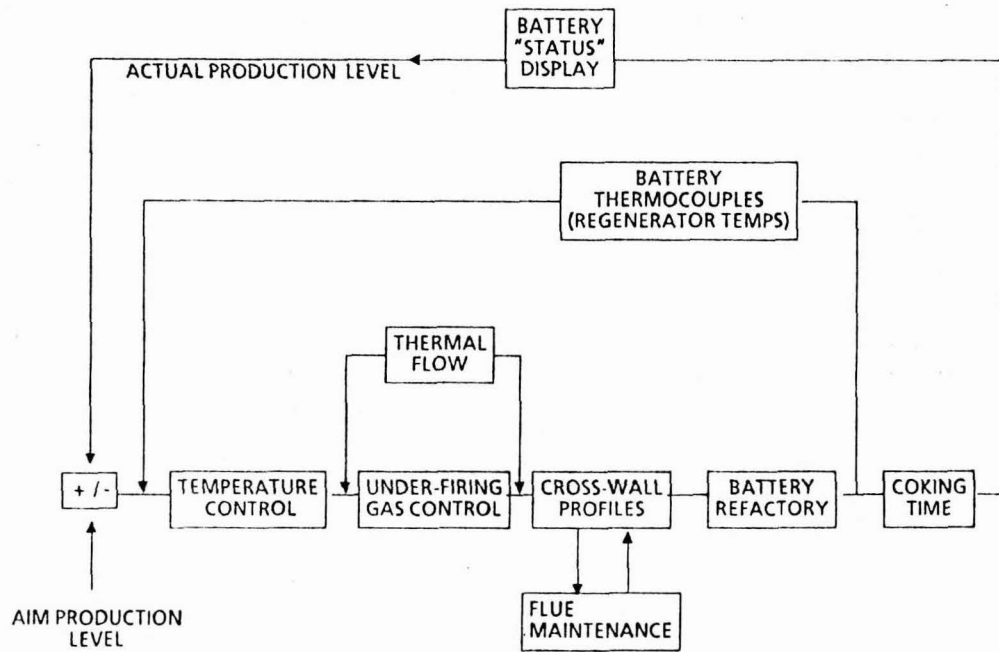 BATTERY
"STATUS"
DISPLAY
ACTUAL PRODUCTION LEVEL
BATTERY
THERMOCOUPLES
(REGENERATOR TEMPS)
THERMAL
FLOW
+ / -
TEMPERATURE
CONTROL
UNDER-FIRING
GAS CONTROL
CROSS-WALL
PROFILES
BATTERY
REFACTORY
COKING
TIME
FLUE
MAINTENANCE
AIM PRODUCTION
LEVEL